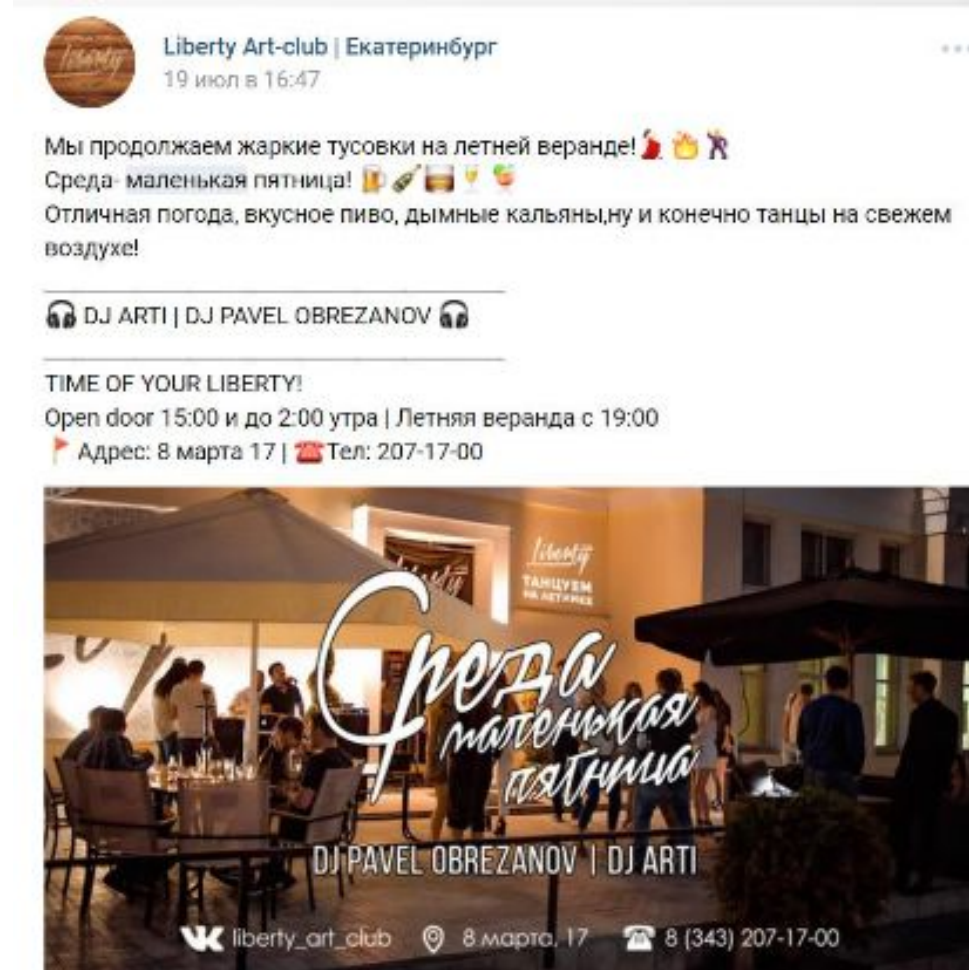 Liberty
Liberty Art-club | Екатеринбург
19 июл в 16:47
Мы продолжаем жаркие тусовки на летней веранде!💃🔥🕺
Среда- маленькая пятница! 🍺🍾🥃🥂🍹
Отличная погода, вкусное пиво, дымные кальяны,ну и конечно танцы на свежем
воздухе!
🎧 DJ ARTI | DJ PAVEL OBREZANOV 🎧
TIME OF YOUR LIBERTY!
Open door 15:00 и до 2:00 утра | Летняя веранда с 19:00
🚩 Адрес: 8 марта 17 | ☎️Тел: 207-17-00
Liberty
Liberty
ТАНЦУЕМ
НА ЛЕТНИКЕ
Среда
маленькая
пятница
DJ PAVEL OBREZANOV | DJ ARTI
liberty_art_club 8 марта, 17 8 (343) 207-17-00